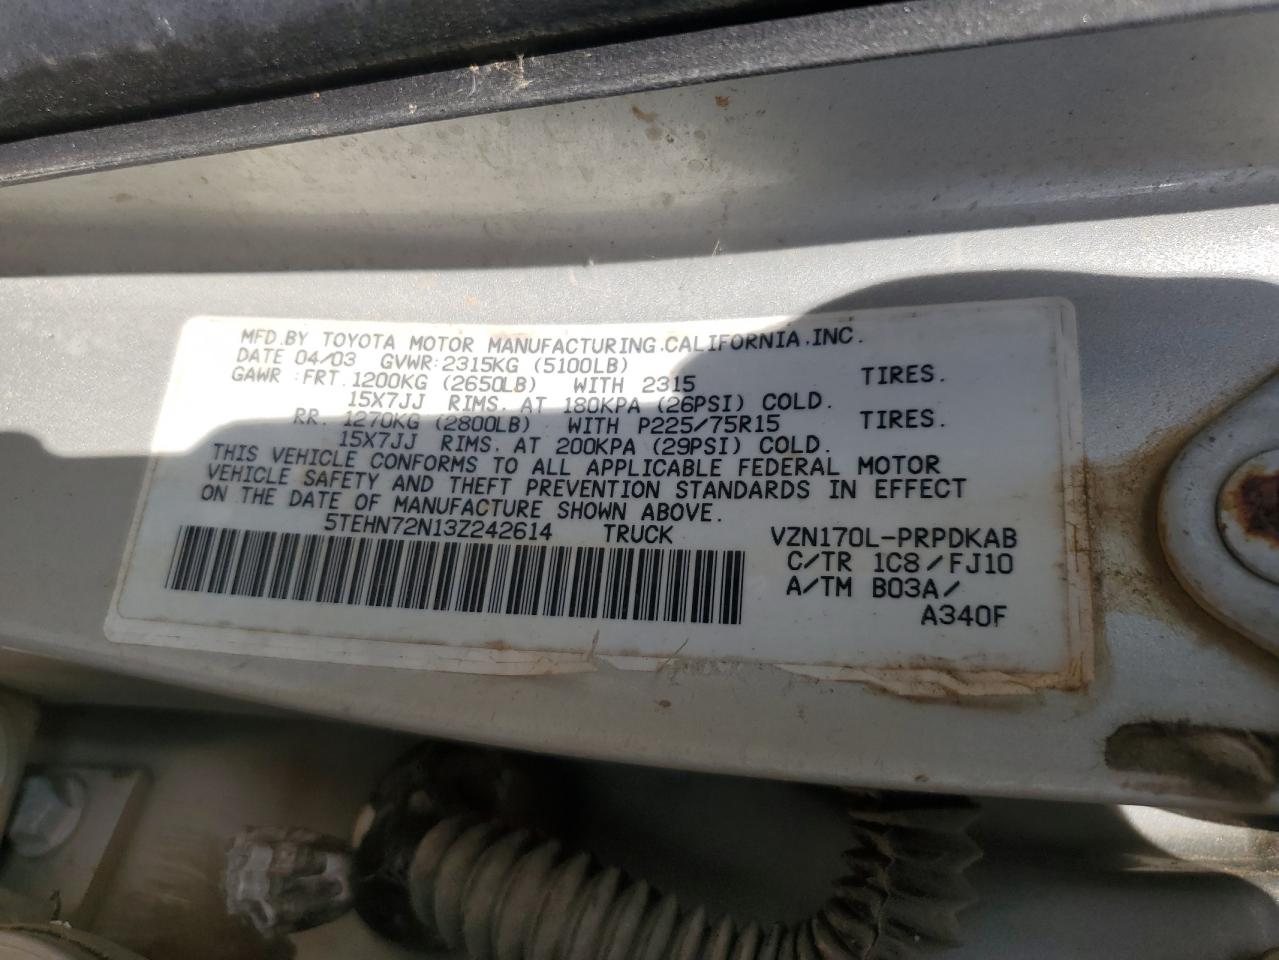 MFD.BY TOYOTA MOTOR MANUFACTURING.CALIFORNIA.INC.
DATE 04/03 GVWR:2315KG (5100LB)
GAWR :FRT.1200KG (2650LB) WITH 2315 TIRES.
15X7JJ RIMS. AT 180KPA (26PSI) COLD.
RR. 1270KG (2800LB) WITH P225/75R15 TIRES.
15X7JJ RIMS. AT 200KPA (29PSI) COLD.
THIS VEHICLE CONFORMS TO ALL APPLICABLE FEDERAL MOTOR
VEHICLE SAFETY AND THEFT PREVENTION STANDARDS IN EFFECT
ON THE DATE OF MANUFACTURE SHOWN ABOVE.
5TEHN72N13Z242614 TRUCK VZN170L-PRPDKAB
C/TR 1C8/FJ10
A/TM B03A/
A340F